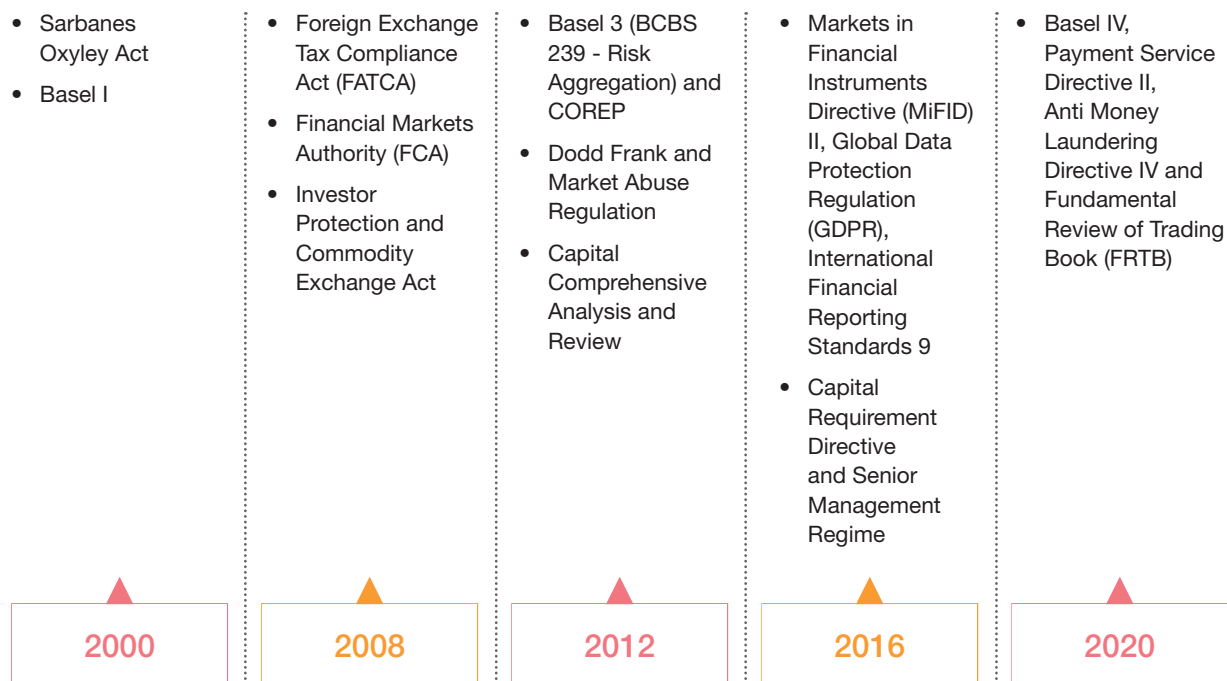 • Sarbanes
Oxyley Act
• Basel I
• Foreign Exchange
Tax Compliance
Act (FATCA)
• Financial Markets
Authority (FCA)
• Investor
Protection and
Commodity
Exchange Act
• Basel 3 (BCBS
239 - Risk
Aggregation) and
COREP
• Dodd Frank and
Market Abuse
Regulation
• Capital
Comprehensive
Analysis and
Review
• Markets in
Financial
Instruments
Directive (MiFID)
II, Global Data
Protection
Regulation
(GDPR),
International
Financial
Reporting
Standards 9
• Capital
Requirement
Directive
and Senior
Management
Regime
• Basel IV,
Payment Service
Directive II,
Anti Money
Laundering
Directive IV and
Fundamental
Review of Trading
Book (FRTB)
2000
2008
2012
2016
2020